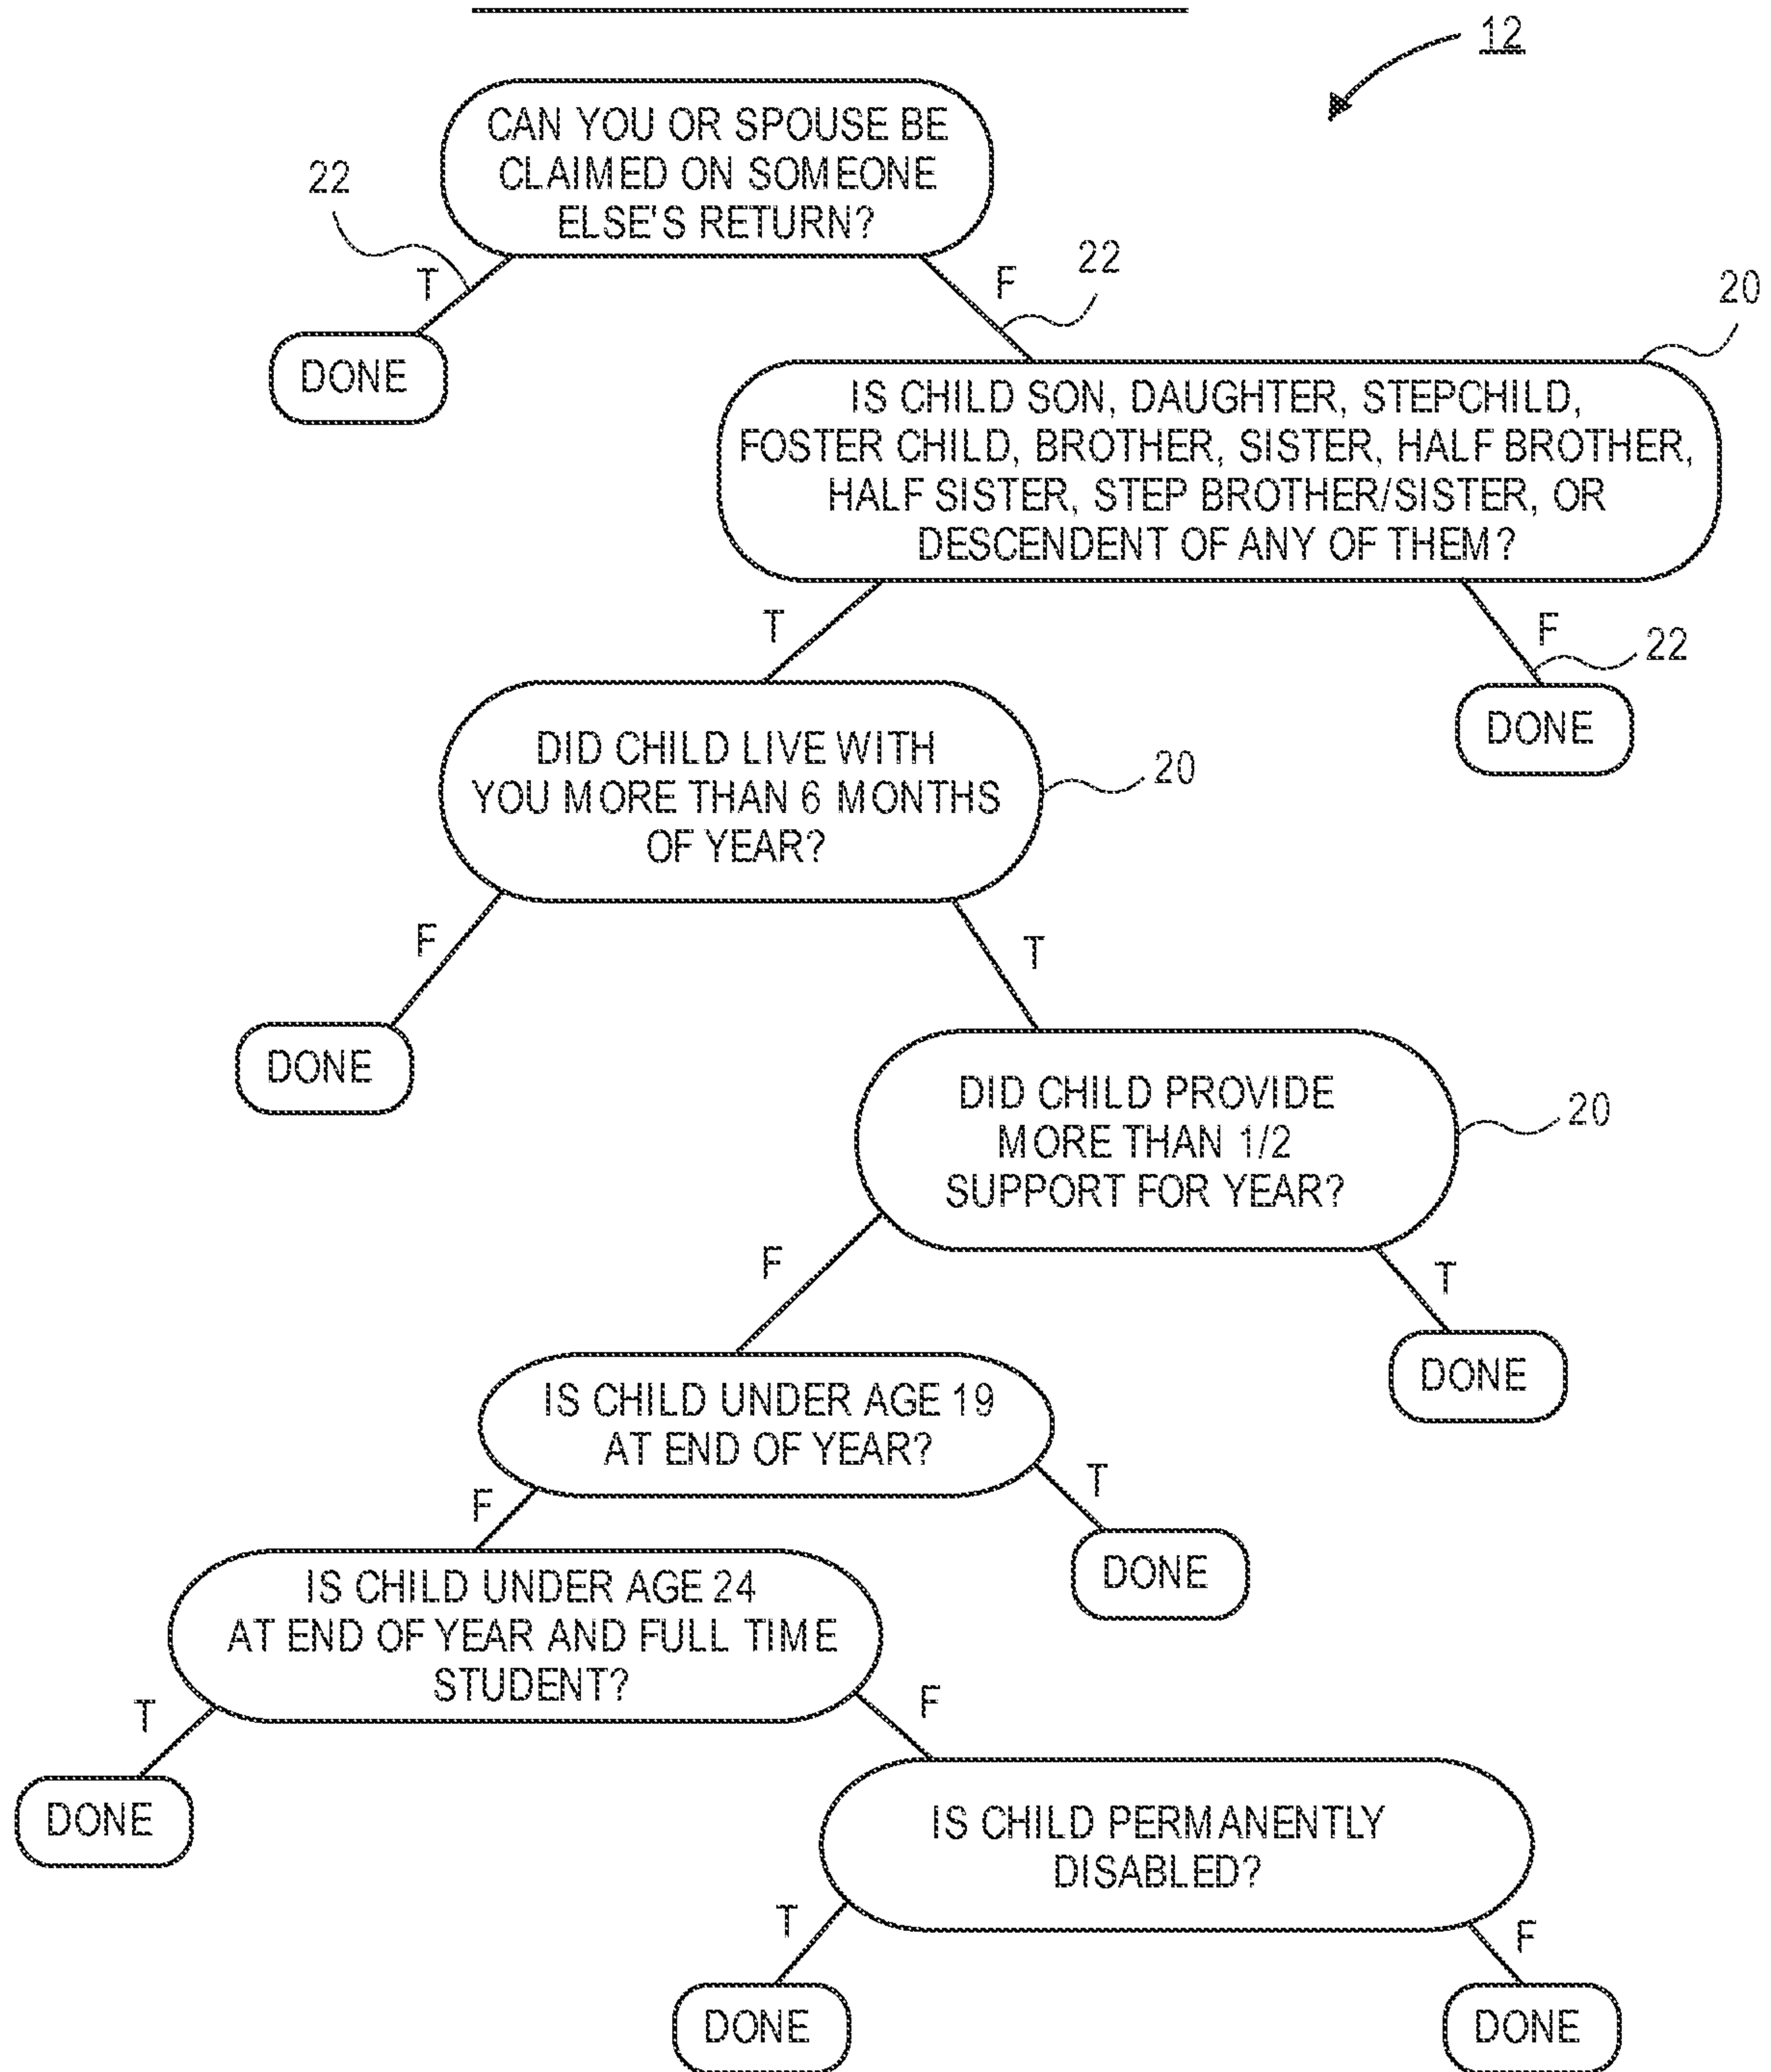 12
CAN YOU OR SPOUSE BE
CLAIMED ON SOMEONE
ELSE'S RETURN?
22
T
F
22
20
DONE
IS CHILD SON, DAUGHTER, STEPCHILD,
FOSTER CHILD, BROTHER, SISTER, HALF BROTHER,
HALF SISTER, STEP BROTHER/SISTER, OR
DESCENDENT OF ANY OF THEM?
T
F
22
DONE
DID CHILD LIVE WITH
YOU MORE THAN 6 MONTHS
OF YEAR?
20
F
T
DONE
DID CHILD PROVIDE
MORE THAN 1/2
SUPPORT FOR YEAR?
20
F
T
DONE
IS CHILD UNDER AGE 19
AT END OF YEAR?
F
T
DONE
IS CHILD UNDER AGE 24
AT END OF YEAR AND FULL TIME
STUDENT?
T
F
DONE
IS CHILD PERMANENTLY
DISABLED?
T
F
DONE
DONE